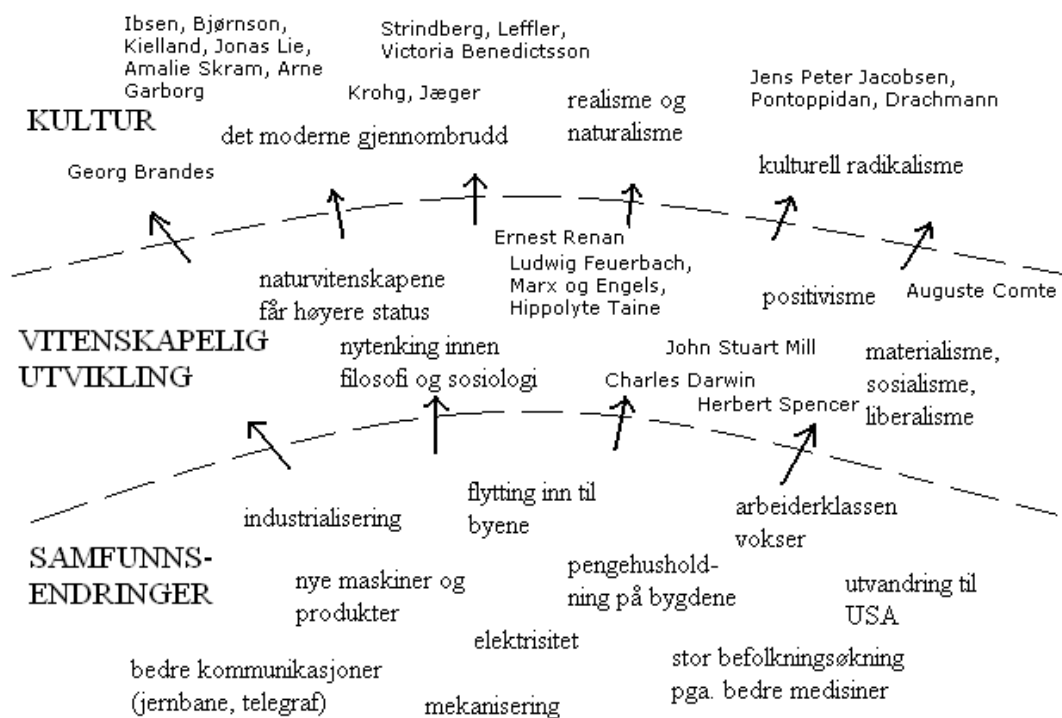 Ibsen, Bjørnson,
Kielland, Jonas Lie,
Amalie Skram, Arne
Garborg
Strindberg, Leffler,
Victoria Benedictsson
Krohg, Jæger
realisme og
naturalisme
Jens Peter Jacobsen,
Pontoppidan, Drachmann
KULTUR
det moderne gjennombrudd
Georg Brandes
kulturell radikalisme
Ernest Renan
Ludwig Feuerbach,
Marx og Engels,
Hippolyte Taine
naturvitenskapene
får høyere status
positivisme
Auguste Comte
VITENSKAPELIG
UTVIKLING
nytenking innen
filosofi og sosiologi
John Stuart Mill
Charles Darwin
Herbert Spencer
materialisme,
sosialisme,
liberalisme
industrialisering
flytting inn til
byene
arbeiderklassen
vokser
SAMFUNNS-
ENDRINGER
nye maskiner og
produkter
pengehushold-
ning på bygdene
utvandring til
USA
elektrisitet
bedre kommunikasjoner
(jernbane, telegraf)
mekanisering
stor befolkningsøkning
pga. bedre medisiner